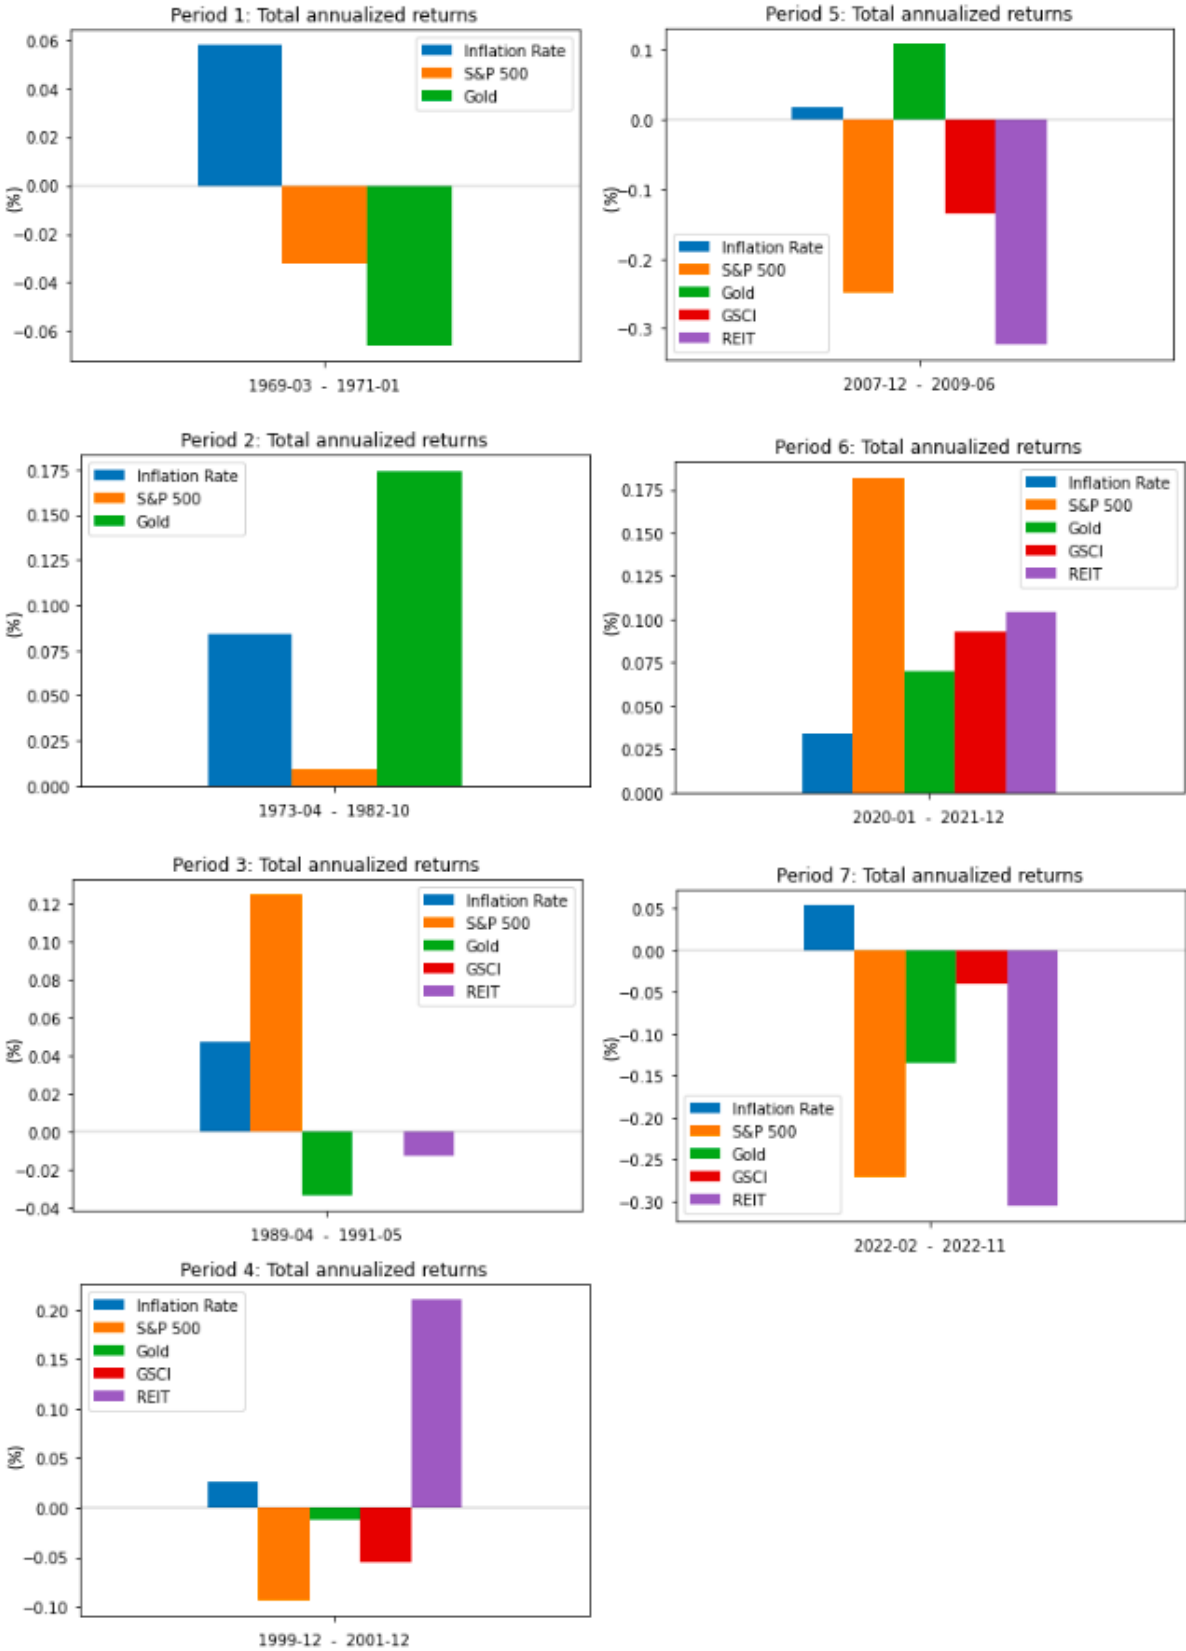 Period 1: Total annualized returns
0.06
0.04
0.02
0.00
−0.02
−0.04
−0.06
(%)
Inflation Rate
S&P 500
Gold
1969-03 - 1971-01
Period 2: Total annualized returns
0.175
0.150
0.125
0.100
0.075
0.050
0.025
0.000
(%)
Inflation Rate
S&P 500
Gold
1973-04 - 1982-10
Period 3: Total annualized returns
0.12
0.10
0.08
0.06
0.04
0.02
0.00
−0.02
−0.04
(%)
Inflation Rate
S&P 500
Gold
GSCI
REIT
1989-04 - 1991-05
Period 4: Total annualized returns
0.20
0.15
0.10
0.05
0.00
−0.05
−0.10
(%)
Inflation Rate
S&P 500
Gold
GSCI
REIT
1999-12 - 2001-12
Period 5: Total annualized returns
0.1
0.0
−0.1
−0.2
−0.3
(%)
Inflation Rate
S&P 500
Gold
GSCI
REIT
2007-12 - 2009-06
Period 6: Total annualized returns
0.175
0.150
0.125
0.100
0.075
0.050
0.025
0.000
(%)
Inflation Rate
S&P 500
Gold
GSCI
REIT
2020-01 - 2021-12
Period 7: Total annualized returns
0.05
0.00
−0.05
−0.10
−0.15
−0.20
−0.25
−0.30
(%)
Inflation Rate
S&P 500
Gold
GSCI
REIT
2022-02 - 2022-11